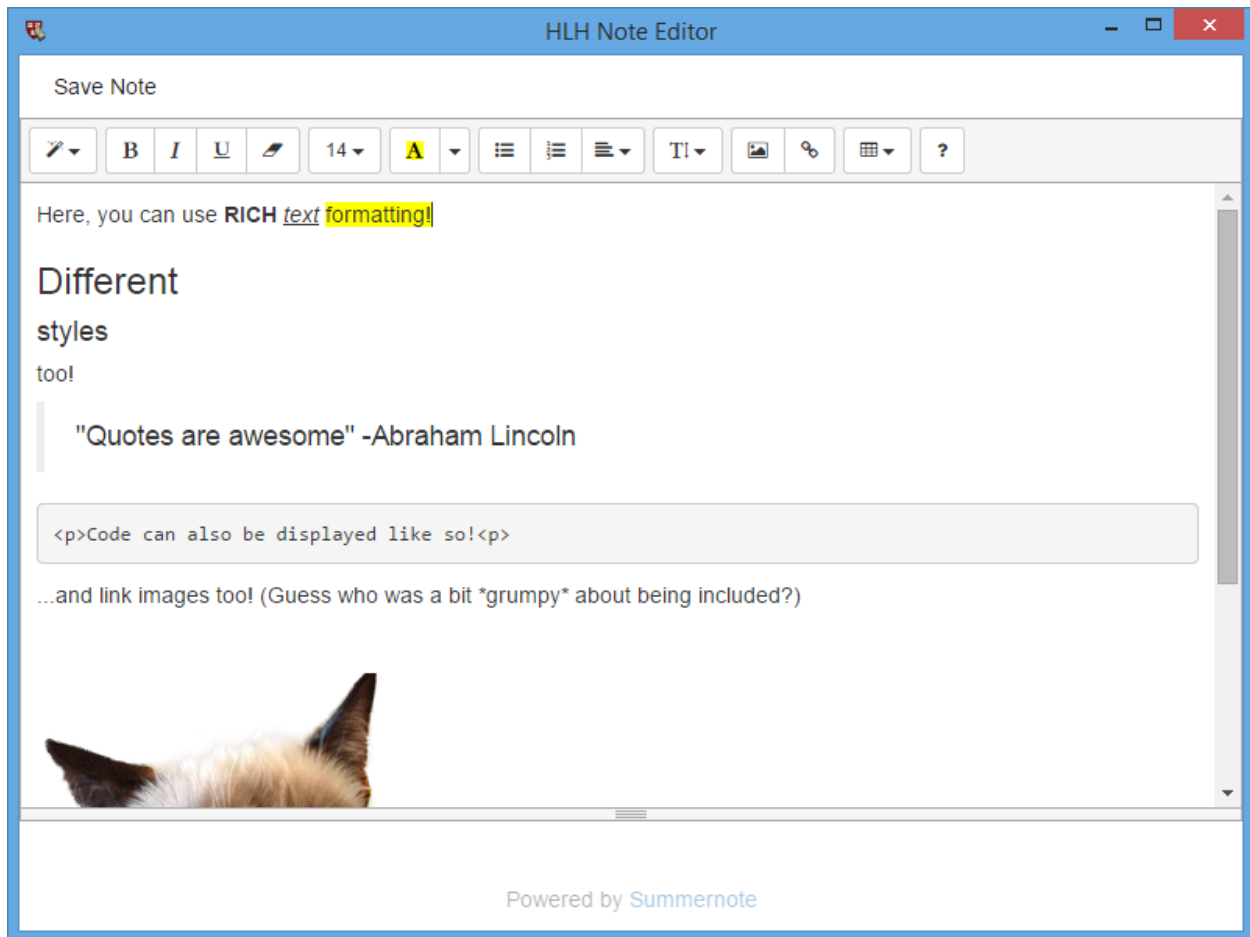 HLH Note Editor
Save Note
B I U 14 A TI ?
Here, you can use RICH text formatting!
Different
styles
too!
"Quotes are awesome" -Abraham Lincoln
<p>Code can also be displayed like so!<p>
...and link images too! (Guess who was a bit *grumpy* about being included?)
Powered by Summernote